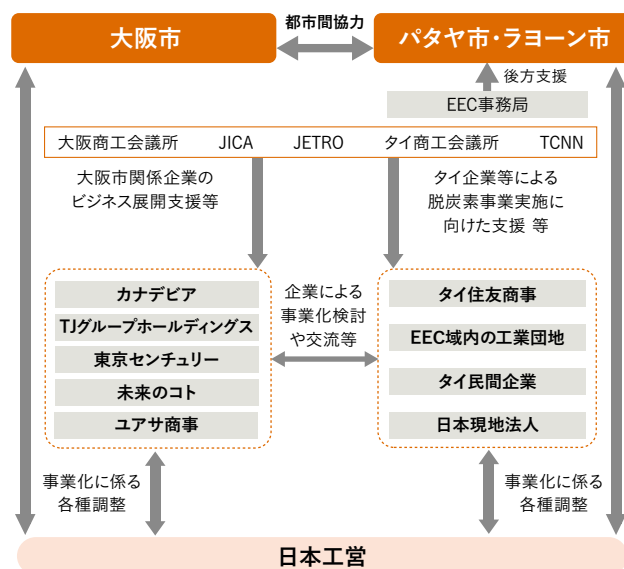 大阪市
都市間協力
パタヤ市・ラヨーン市
後方支援
EEC事務局
大阪商工会議所 JICA JETRO タイ商工会議所 TCNN
大阪市関係企業の
ビジネス展開支援等
タイ企業等による
脱炭素事業実施に
向けた支援 等
カナデビア
TJグループホールディングス
東京センチュリー
未来のコト
ユアサ商事
企業による
事業化検討
や交流等
タイ住友商事
EEC域内の工業団地
タイ民間企業
日本現地法人
事業化に係る
各種調整
事業化に係る
各種調整
日本工営